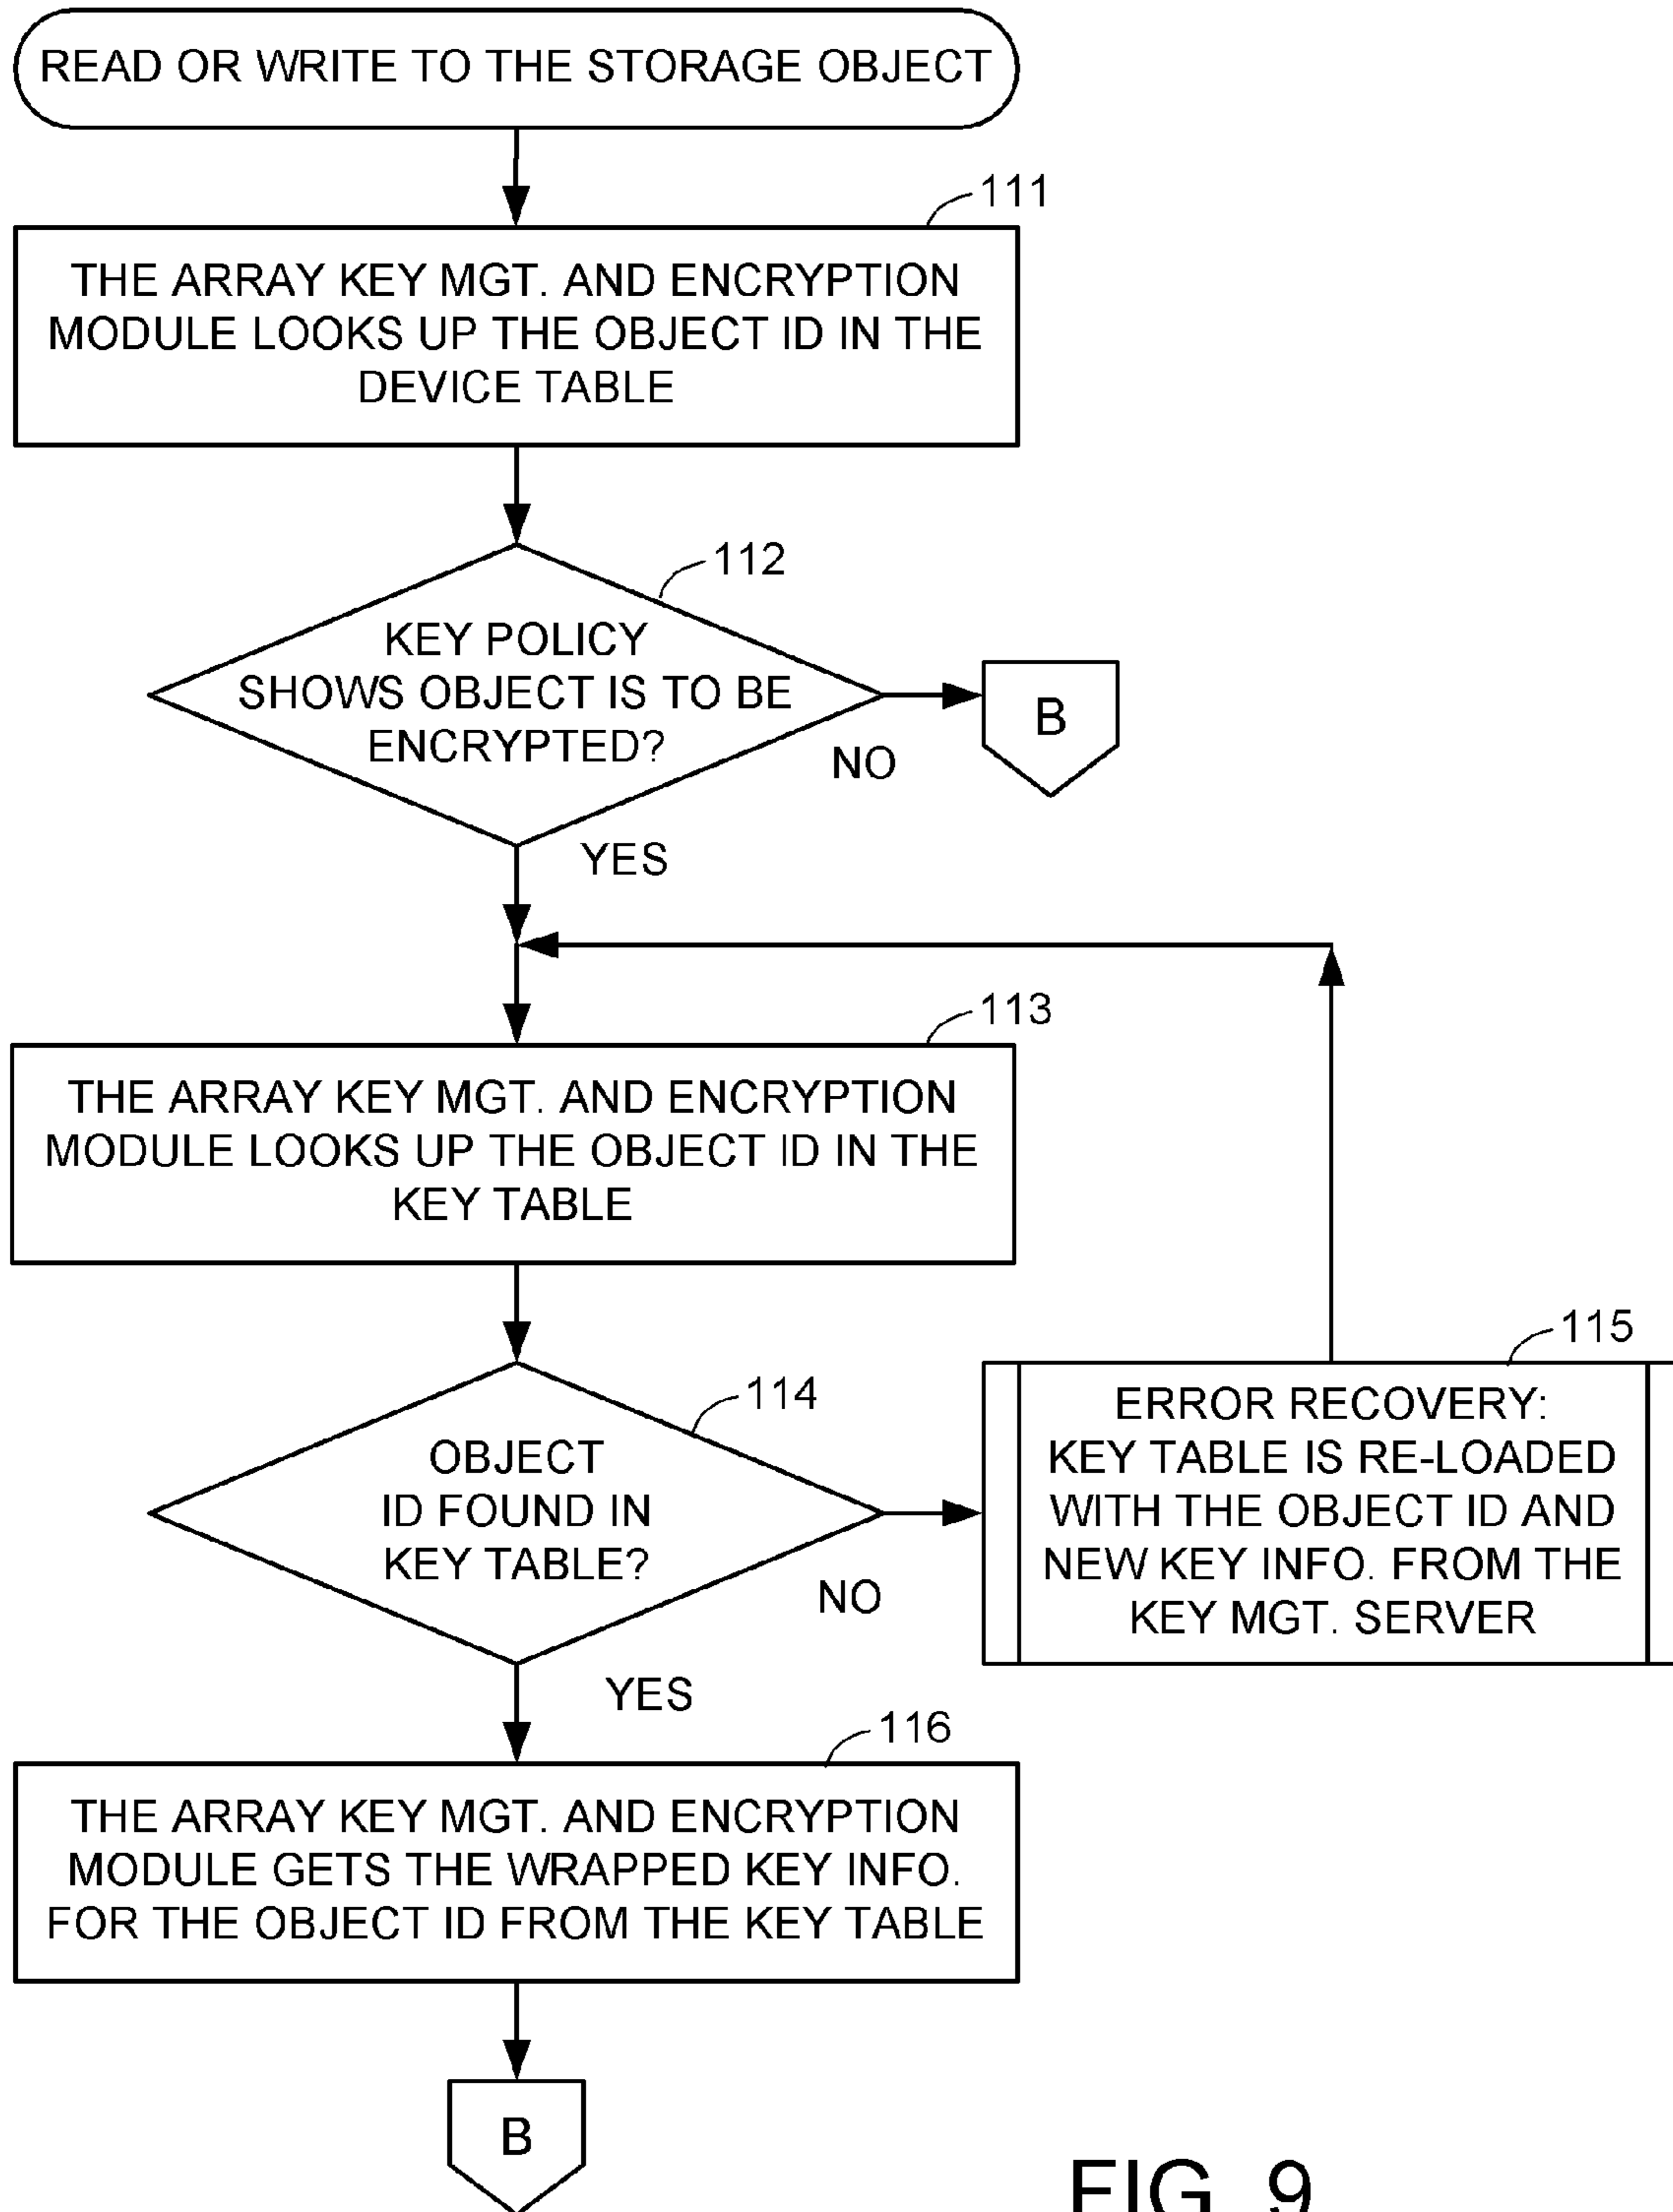 READ OR WRITE TO THE STORAGE OBJECT
111
THE ARRAY KEY MGT. AND ENCRYPTION
MODULE LOOKS UP THE OBJECT ID IN THE
DEVICE TABLE
112
KEY POLICY
SHOWS OBJECT IS TO BE
ENCRYPTED?
B
NO
YES
113
THE ARRAY KEY MGT. AND ENCRYPTION
MODULE LOOKS UP THE OBJECT ID IN THE
KEY TABLE
114
OBJECT
ID FOUND IN
KEY TABLE?
NO
115
ERROR RECOVERY:
KEY TABLE IS RE-LOADED
WITH THE OBJECT ID AND
NEW KEY INFO. FROM THE
KEY MGT. SERVER
YES
116
THE ARRAY KEY MGT. AND ENCRYPTION
MODULE GETS THE WRAPPED KEY INFO.
FOR THE OBJECT ID FROM THE KEY TABLE
B
FIG. 9